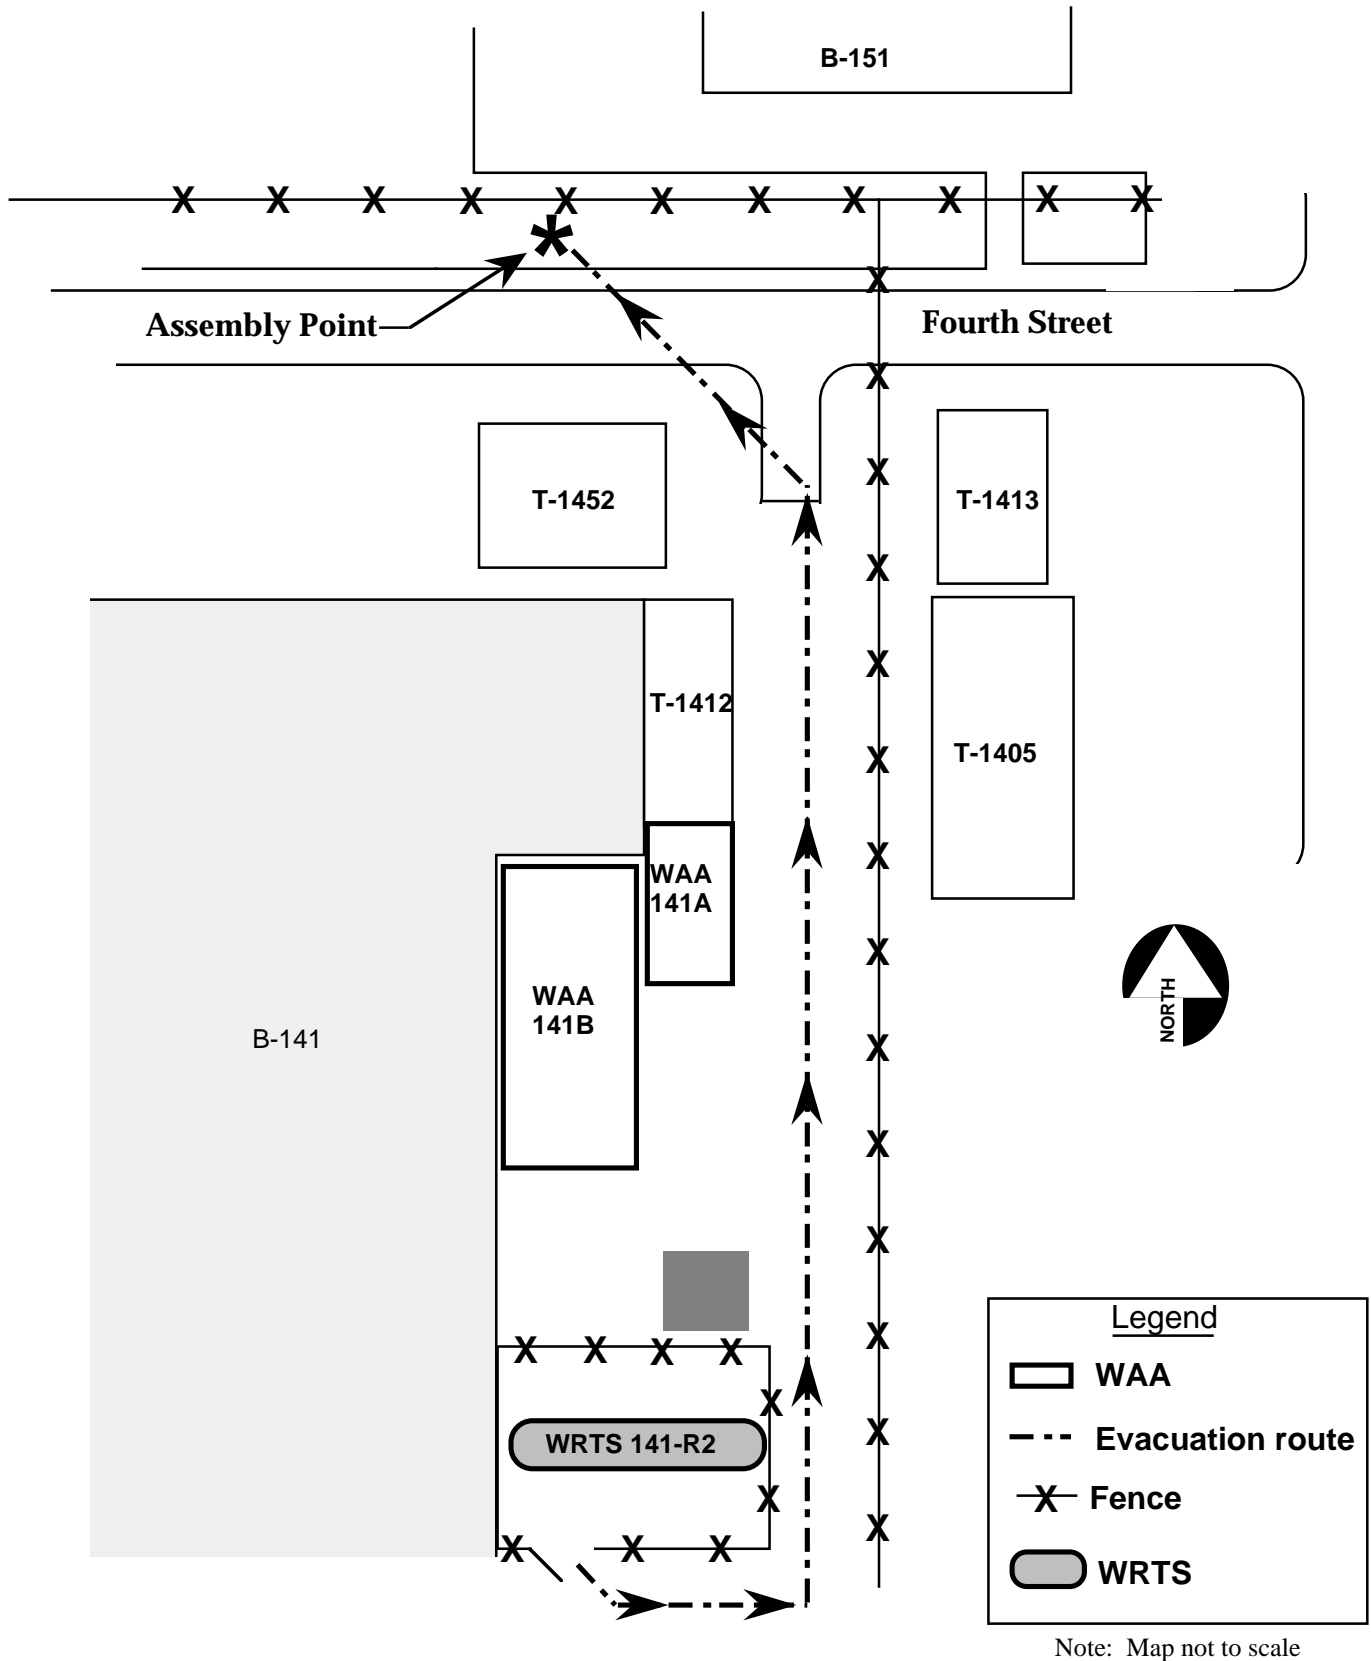 B-151
Assembly Point
Fourth Street
T-1452
T-1413
T-1412
T-1405
WAA
141A
WAA
141B
B-141
NORTH
WRTS 141-R2
Legend
WAA
Evacuation route
Fence
WRTS
Note: Map not to scale